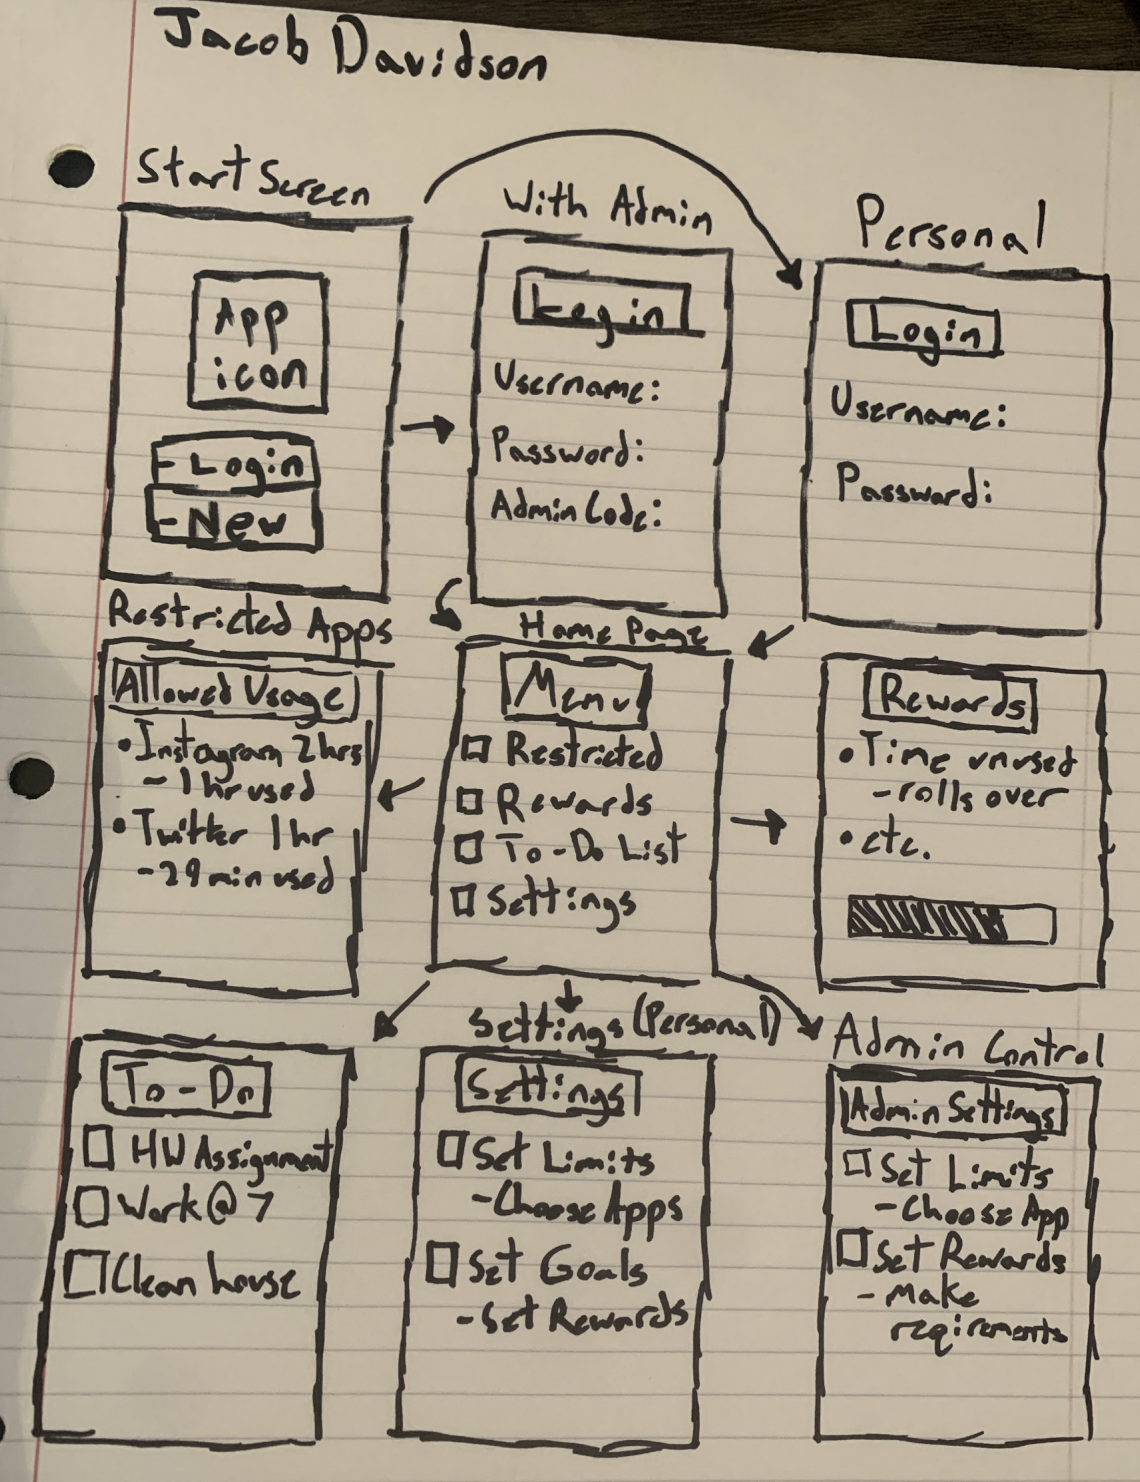 Jacob Davidson
Start Screen
App
icon
- Login
- New
With Admin
Login
Username:
Password:
Admin Code:
Personal
Login
Username:
Password:
Restricted Apps
Allowed Usage
• Instagram 2hrs
- 1 hr used
• Twitter 1hr
- 29 min used
Home Page
Menu
Restricted
Rewards
To-Do List
Settings
Rewards
• Time unused
- rolls over
• etc.
To-Do
HW Assignment
Work @ 7
Clean house
Settings (Personal)
Settings
Set Limits
- Choose Apps
Set Goals
- Set Rewards
Admin Control
Admin Settings
Set Limits
- Choose App
Set Rewards
- Make
requirements